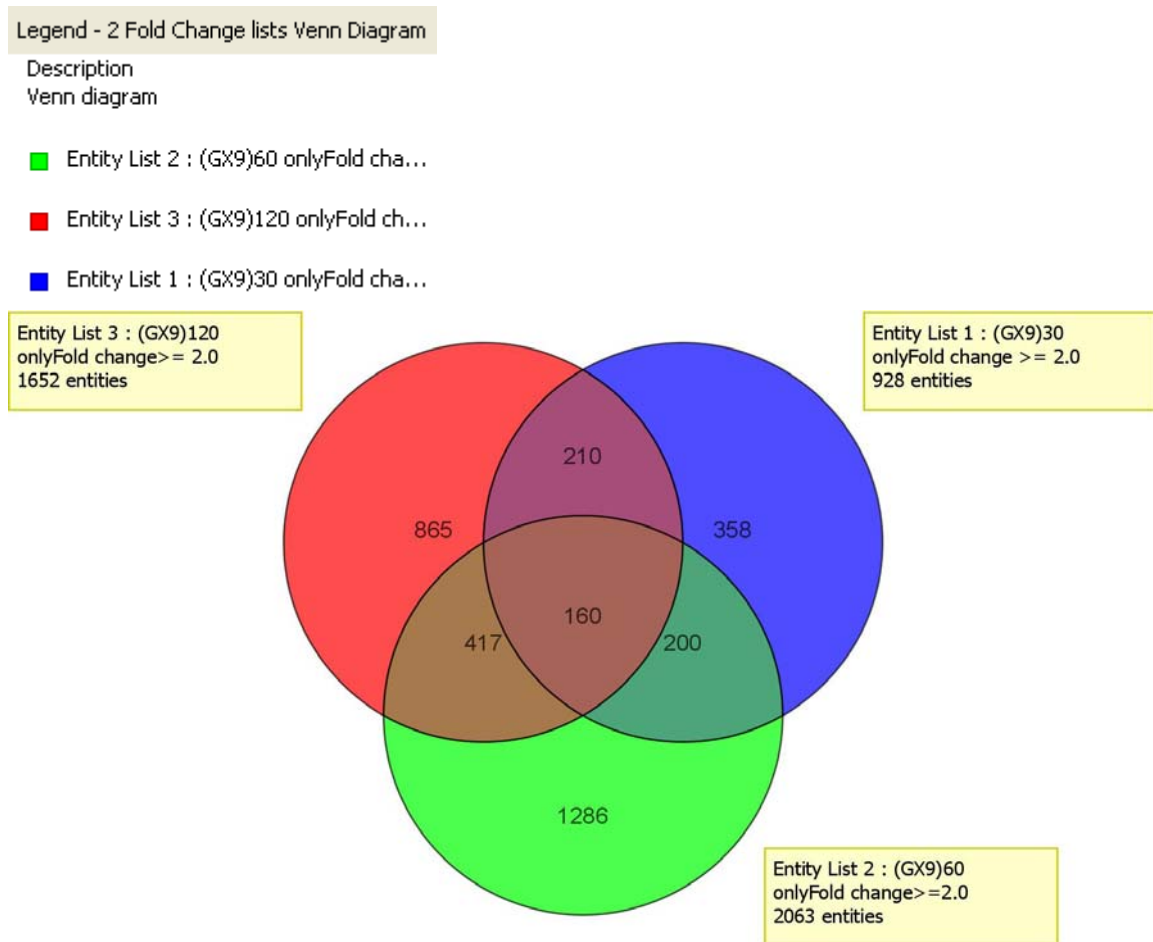 Legend - 2 Fold Change lists Venn Diagram
Description
Venn diagram
Entity List 2 : (GX9)60 onlyFold cha...
Entity List 3 : (GX9)120 onlyFold ch...
Entity List 1 : (GX9)30 onlyFold cha...
Entity List 3 : (GX9)120
onlyFold change>= 2.0
1652 entities
Entity List 1 : (GX9)30
onlyFold change >= 2.0
928 entities
210
865
358
160
417
200
1286
Entity List 2 : (GX9)60
onlyFold change>=2.0
2063 entities